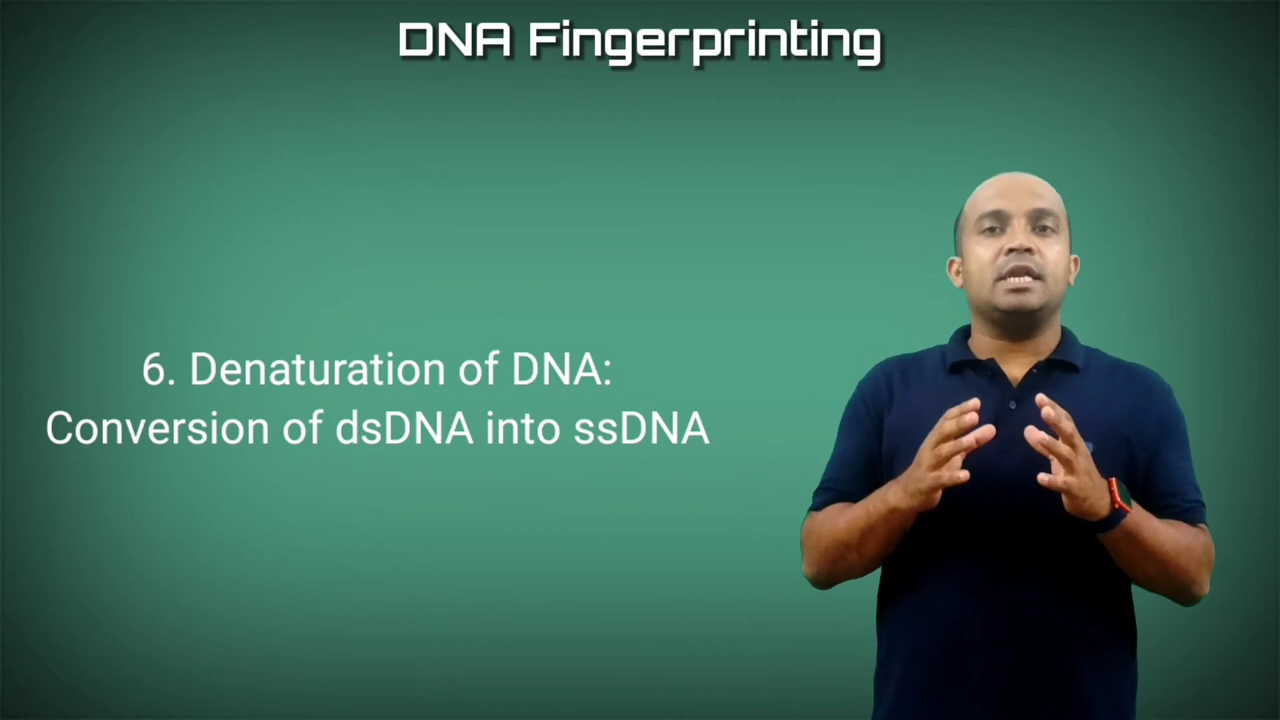 DNA Fingerprinting
6. Denaturation of DNA:
Conversion of dsDNA into ssDNA